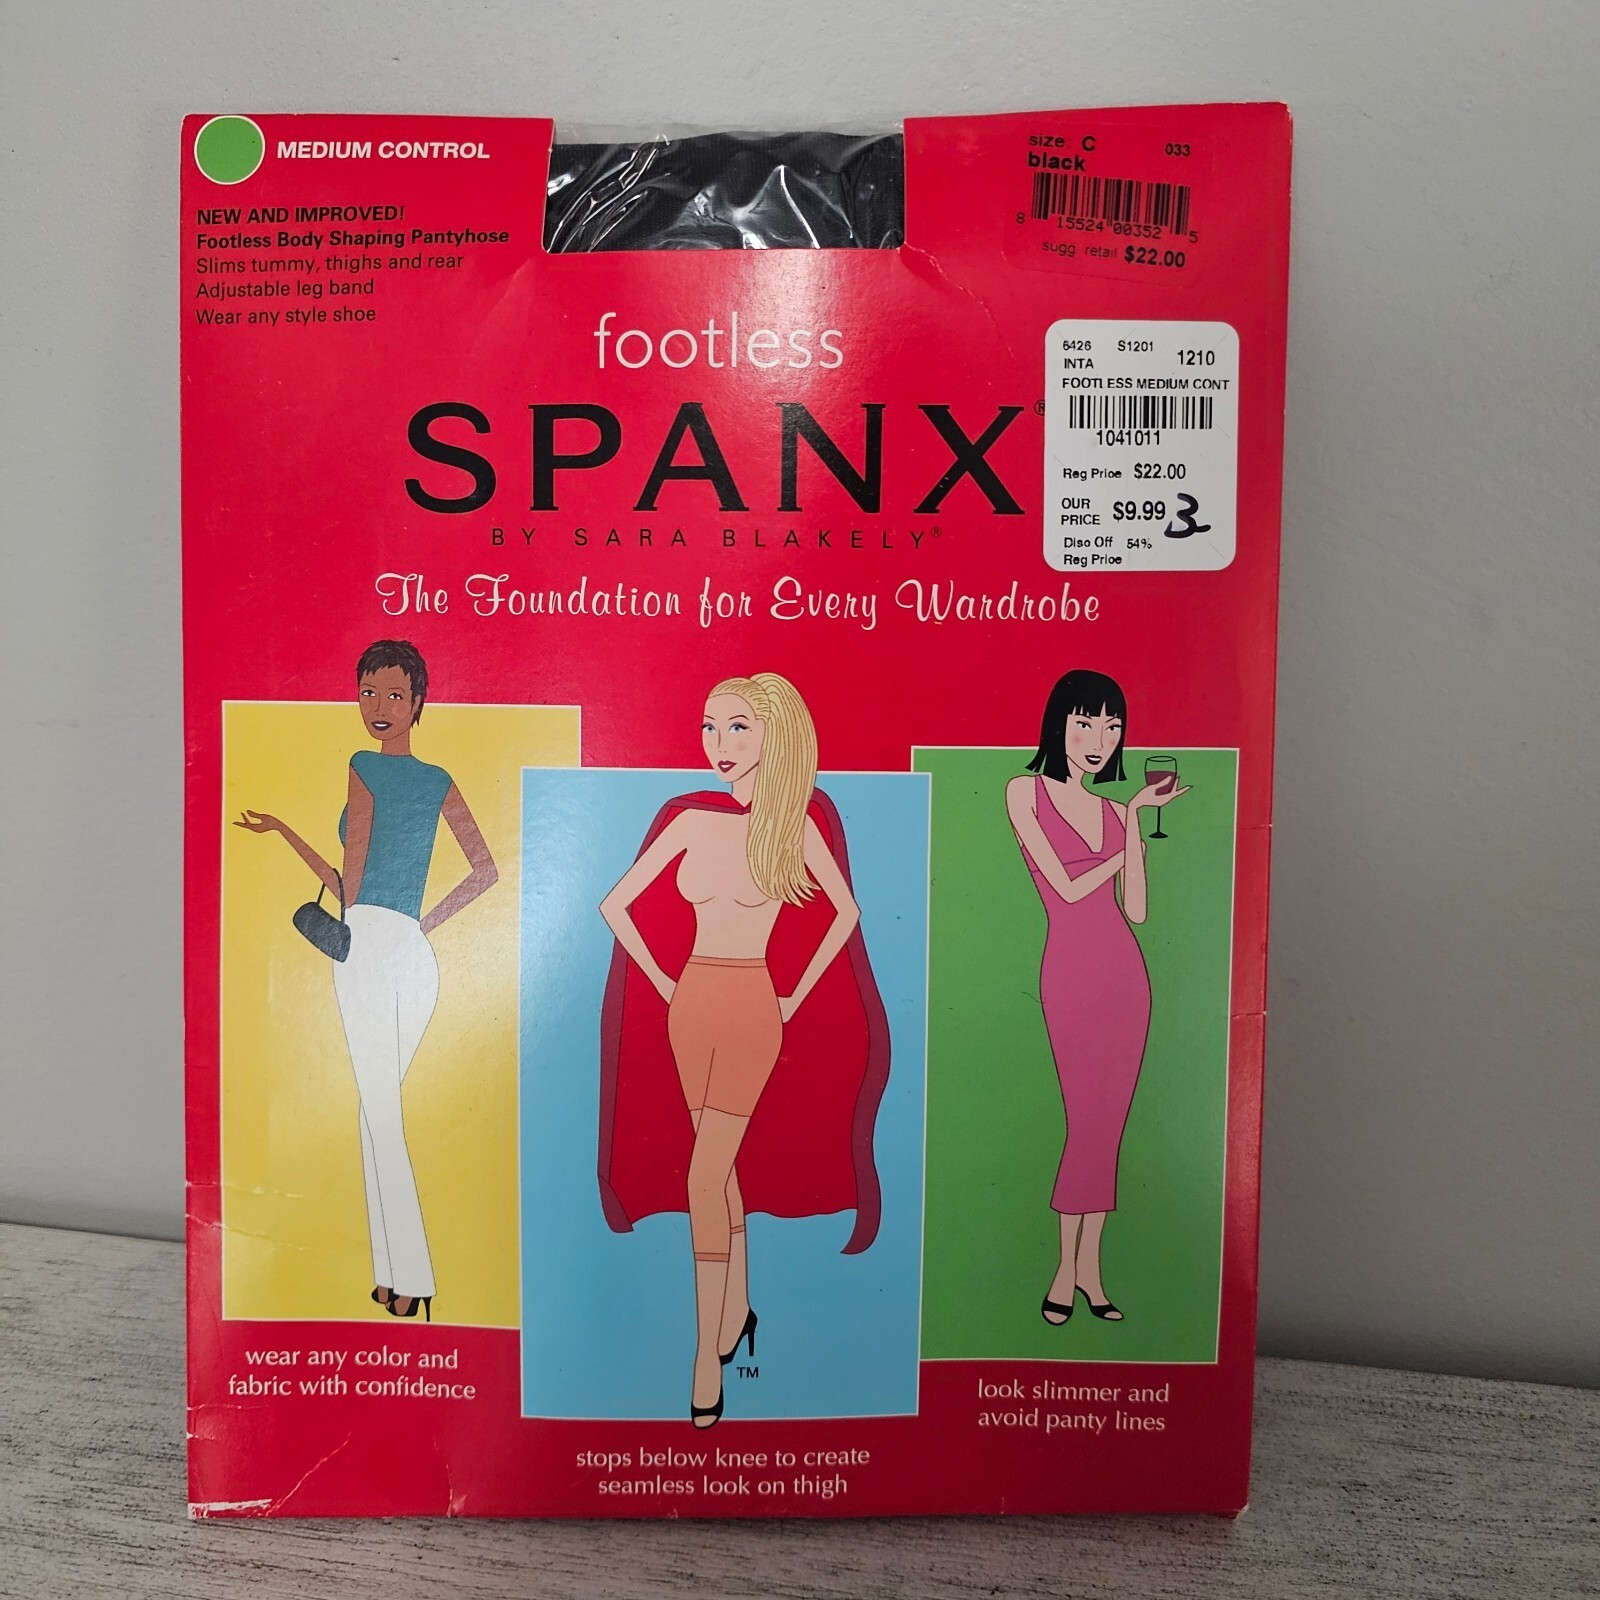 MEDIUM CONTROL
NEW AND IMPROVED!
Footless Body Shaping Pantyhose
Slims tummy, thighs and rear
Adjustable leg band
Wear any style shoe
size: C 033
black
8 15524 00352 5
sugg retail $22.00
footless
SPANX®
BY SARA BLAKELY®
The Foundation for Every Wardrobe
6426 S1201 1210
INTA
FOOTLESS MEDIUM CONT
1041011
Reg Price $22.00
OUR
PRICE $9.99
Disc Off 54%
Reg Price
wear any color and
fabric with confidence
TM
stops below knee to create
seamless look on thigh
look slimmer and
avoid panty lines